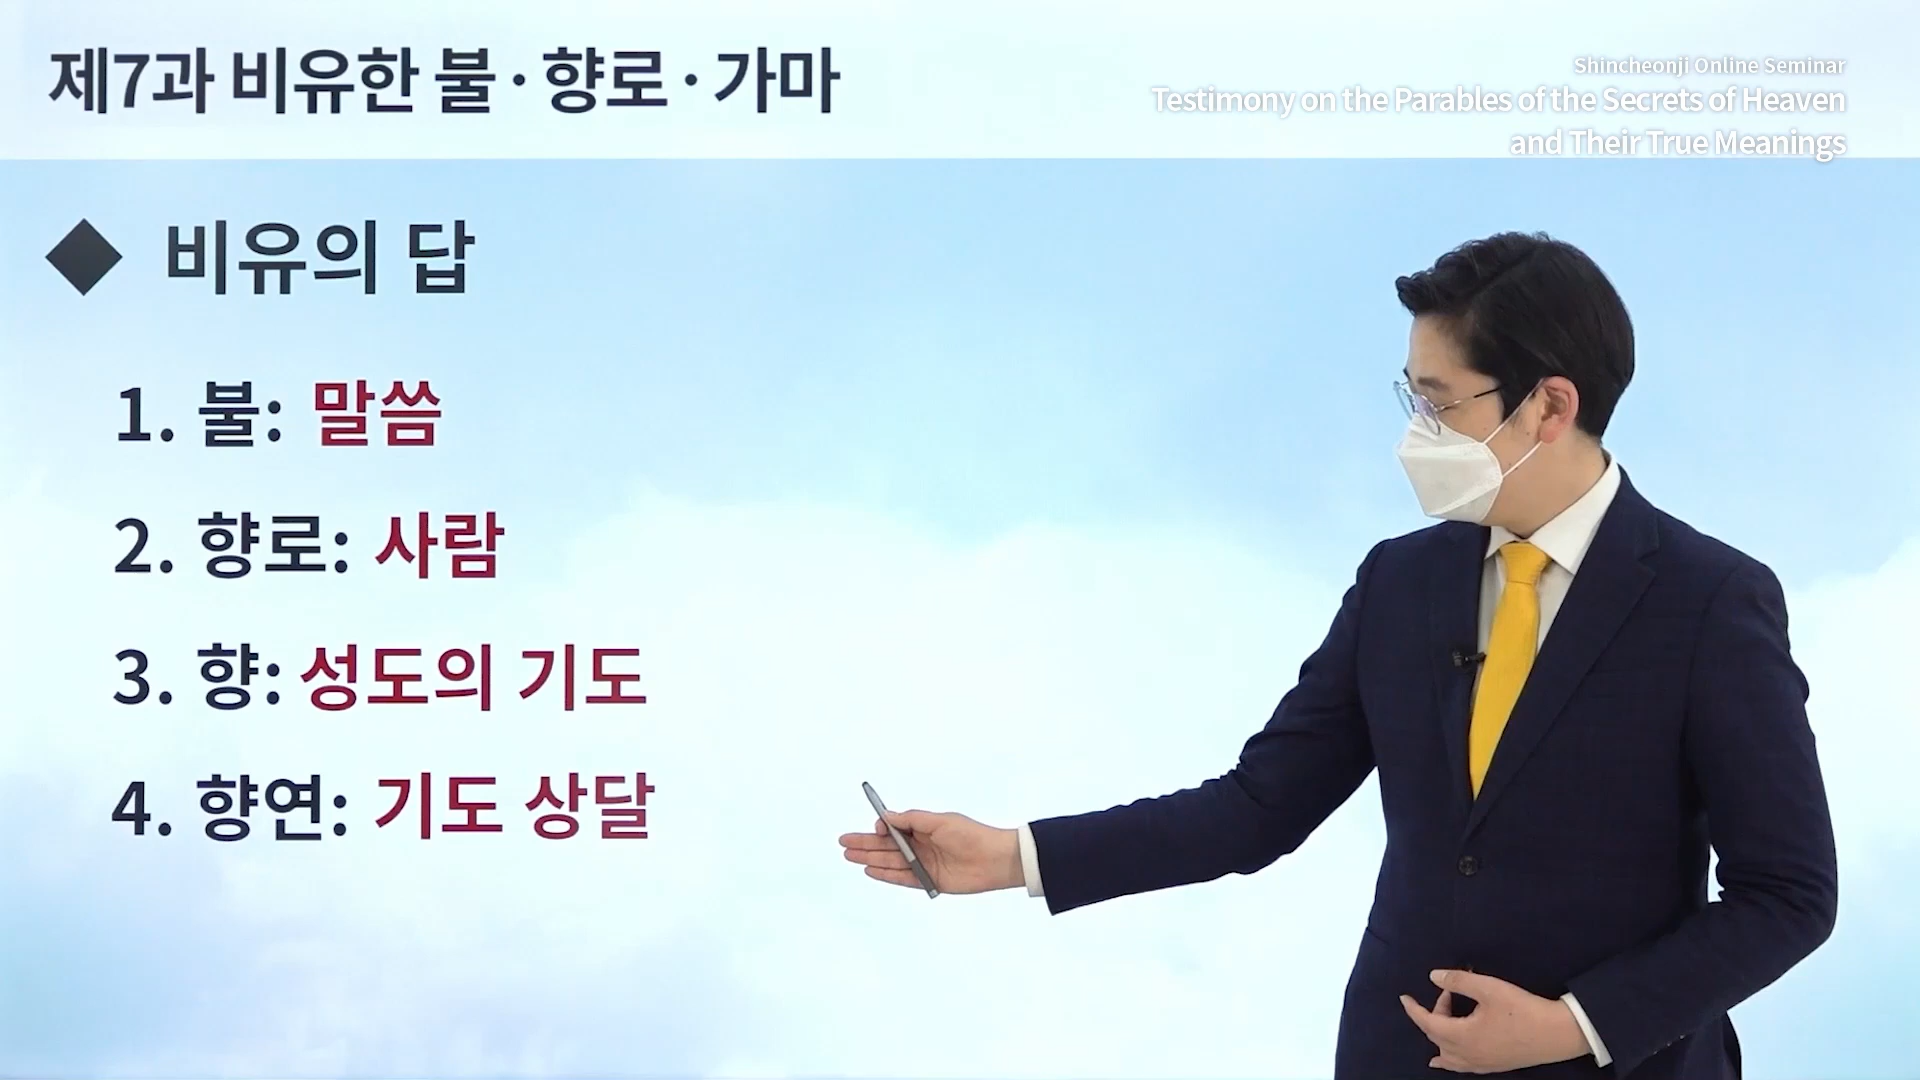 제7과 비유한 불·향로·가마
Shincheonji Online Seminar
Testimony on the Parables of the Secrets of Heaven
and Their True Meanings
◆ 비유의 답
1. 불: 말씀
2. 향로: 사람
3. 향: 성도의 기도
4. 향연: 기도 상달